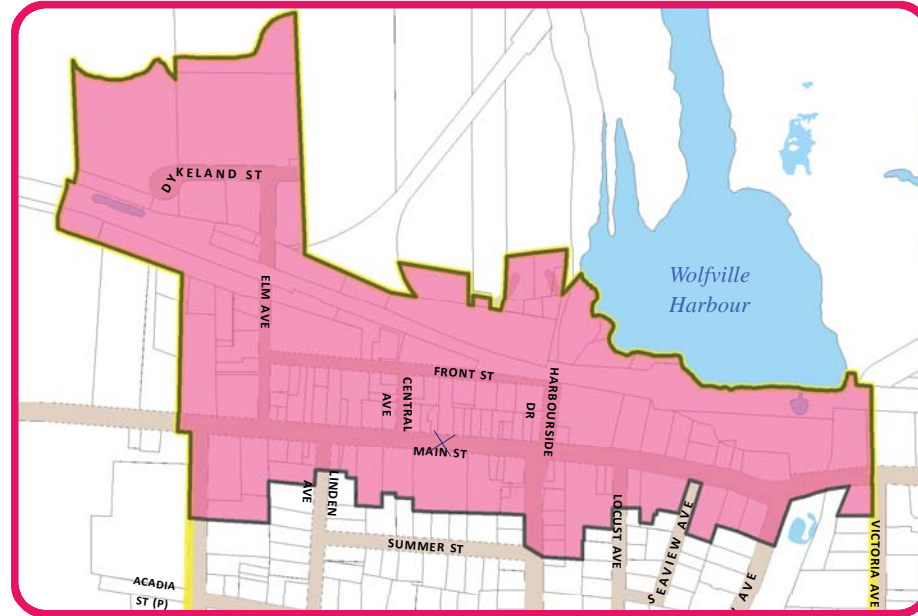 DYKELAND ST
ELM AVE
Wolfville
Harbour
FRONT ST
CENTRAL
AVE
HARBOURSIDE
DR
MAIN ST
LINDEN
AVE
SUMMER ST
LOCUST AVE
SEAVIEW AVE
AVE
VICTORIA AVE
ACADIA
ST (P)